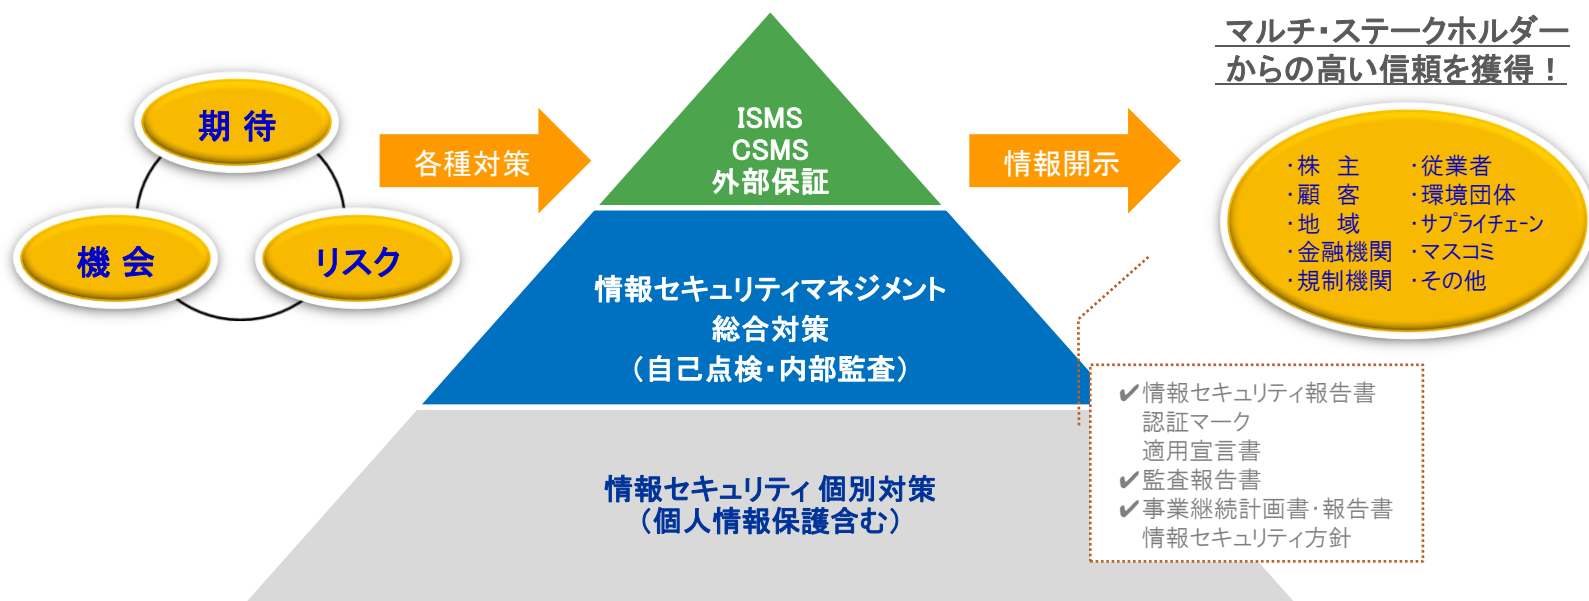 期 待
機 会
リスク
各種対策
ISMS
CSMS
外部保証
情報セキュリティマネジメント
総合対策
（自己点検・内部監査）
情報セキュリティ 個別対策
（個人情報保護含む）
情報開示
マルチ・ステークホルダー
からの高い信頼を獲得！
・株　主　・従業者
・顧　客　・環境団体
・地　域　・サプライチェーン
・金融機関　・マスコミ
・規制機関　・その他
✔情報セキュリティ報告書
認証マーク
適用宣言書
✔監査報告書
✔事業継続計画書・報告書
情報セキュリティ方針